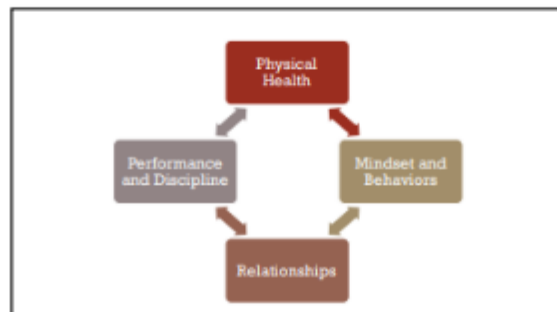 Physical
Health
Performance
and Discipline
Mindset and
Behaviors
Relationships